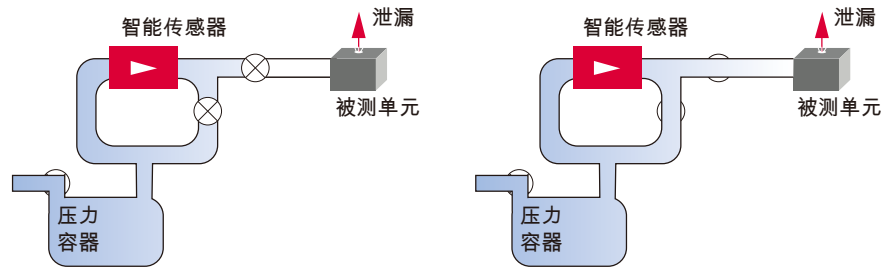 智能传感器
泄漏
被测单元
压力
容器
智能传感器
泄漏
被测单元
压力
容器